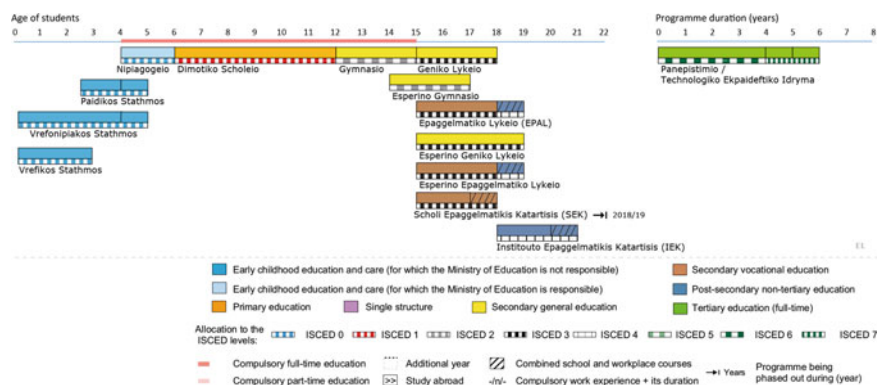 Age of students
Programme duration (years)
0 1 2 3 4 5 6 7 8 9 10 11 12 13 14 15 16 17 18 19 20 21 22
0 1 2 3 4 5 6 7 8
Nipiagogeio
Dimotiko Scholeio
Gymnasio
Geniko Lykeio
Panepistimio /
Technologiko Ekpaideftiko Idryma
Paidikos Stathmos
Esperino Gymnasio
Vrefonipiakos Stathmos
Epaggelmatiko Lykeio (EPAL)
Esperino Geniko Lykeio
Vrefikos Stathmos
Esperino Epaggelmatiko Lykeio
Scholi Epaggelmatikis Katartisis (SEK) 2018/19
Institouto Epaggelmatikis Katartisis (IEK)
EL
Early childhood education and care (for which the Ministry of Education is not responsible)
Secondary vocational education
Early childhood education and care (for which the Ministry of Education is responsible)
Post-secondary non-tertiary education
Primary education
Single structure
Secondary general education
Tertiary education (full-time)
Allocation to the
ISCED levels:
ISCED 0
ISCED 1
ISCED 2
ISCED 3
ISCED 4
ISCED 5
ISCED 6
ISCED 7
Compulsory full-time education
Additional year
Combined school and workplace courses
Years
Programme being
phased out during (year)
Compulsory part-time education
>> Study abroad
-/n/- Compulsory work experience + its duration